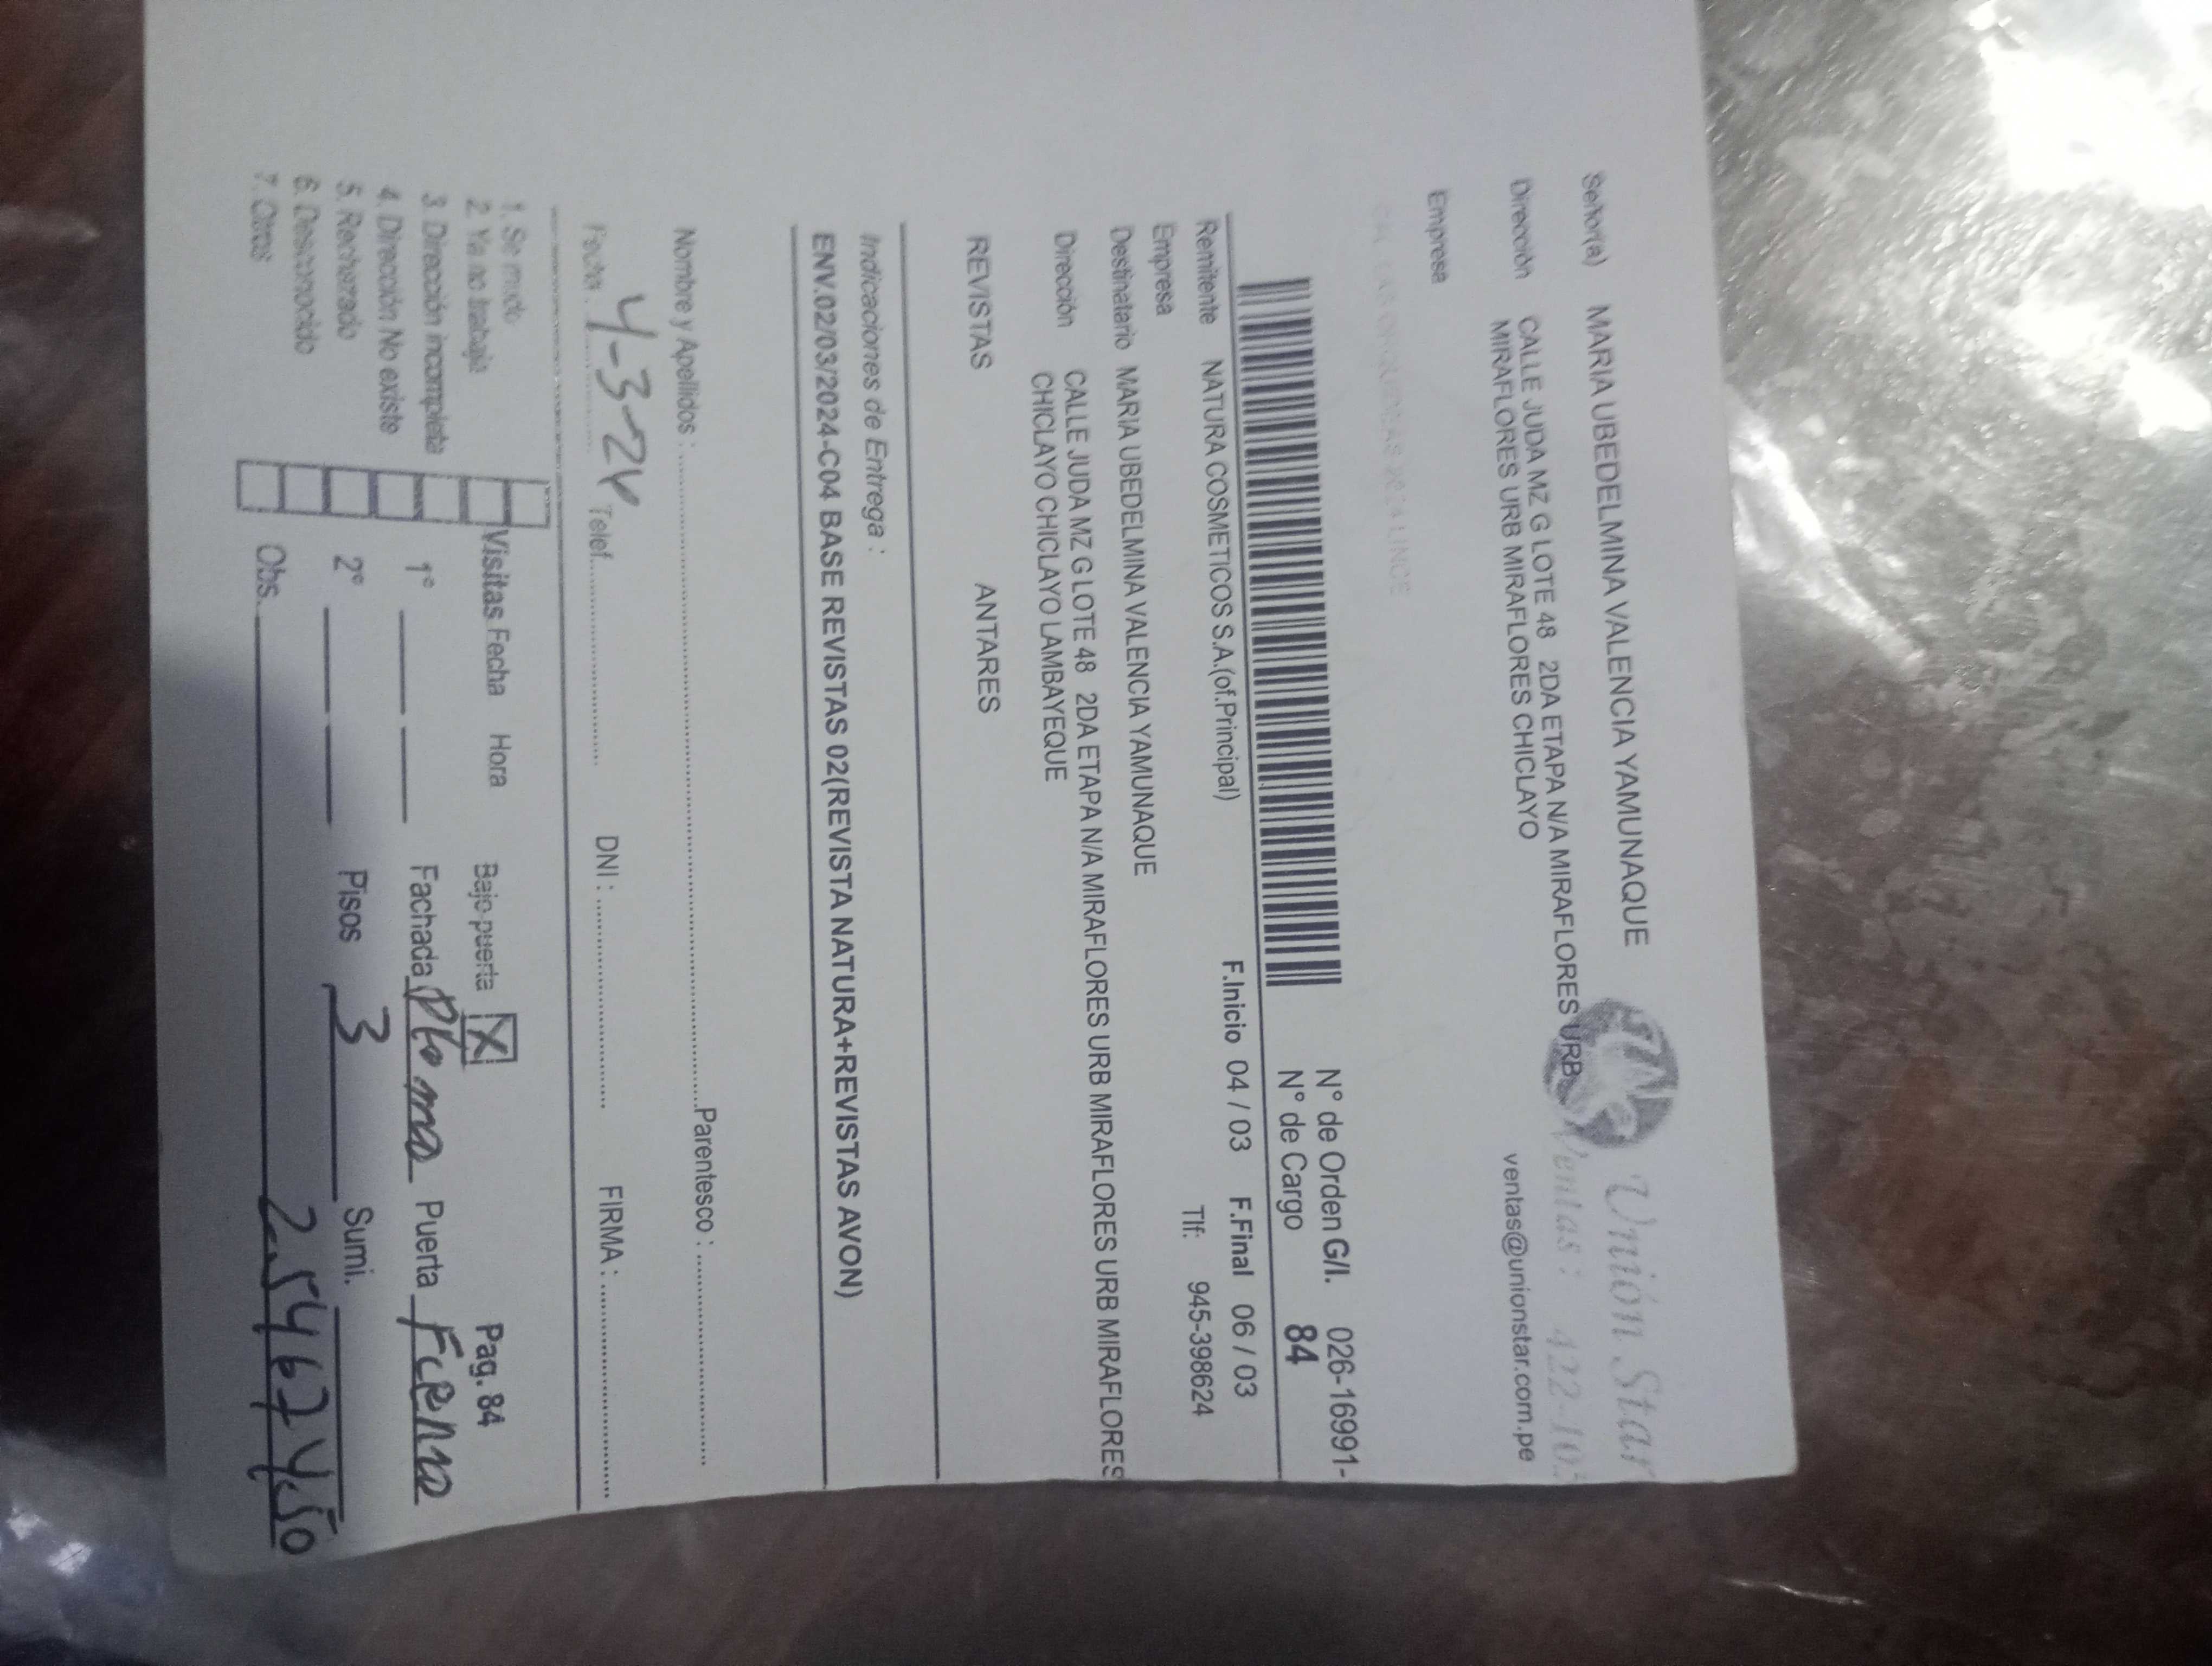 Unión Star
Señor(a) MARIA UBEDELMINA VALENCIA YAMUNAQUE
Ventas: 422-105
Dirección CALLE JUDA MZ G LOTE 48 2DA ETAPA N/A MIRAFLORES URB
MIRAFLORES URB MIRAFLORES CHICLAYO
ventas@unionstar.com.pe
Empresa
N° de Orden G/I. 026-16991-
N° de Cargo 84
Remitente NATURA COSMETICOS S.A.(of.Principal) F.Inicio 04 / 03 F.Final 06 / 03
Empresa Tlf: 945-398624
Destinatario MARIA UBEDELMINA VALENCIA YAMUNAQUE
Dirección CALLE JUDA MZ G LOTE 48 2DA ETAPA N/A MIRAFLORES URB MIRAFLORES URB MIRAFLORES
CHICLAYO CHICLAYO LAMBAYEQUE
REVISTAS ANTARES
Indicaciones de Entrega :
ENV.02/03/2024-C04 BASE REVISTAS 02(REVISTA NATURA+REVISTAS AVON)
Nombre y Apellidos : Parentesco :
Fecha : 4-3-24 Telef. DNI : FIRMA :
1. Se mudo
2. Ya no trabaja Visitas Fecha Hora Bajo puerta X Pag. 84
3. Dirección incompleta 1° Fachada Puerta
4. Dirección No existe
5. Rechazado 2° Pisos 3 Sumi.
6. Desconocido
7. Otros Obs.